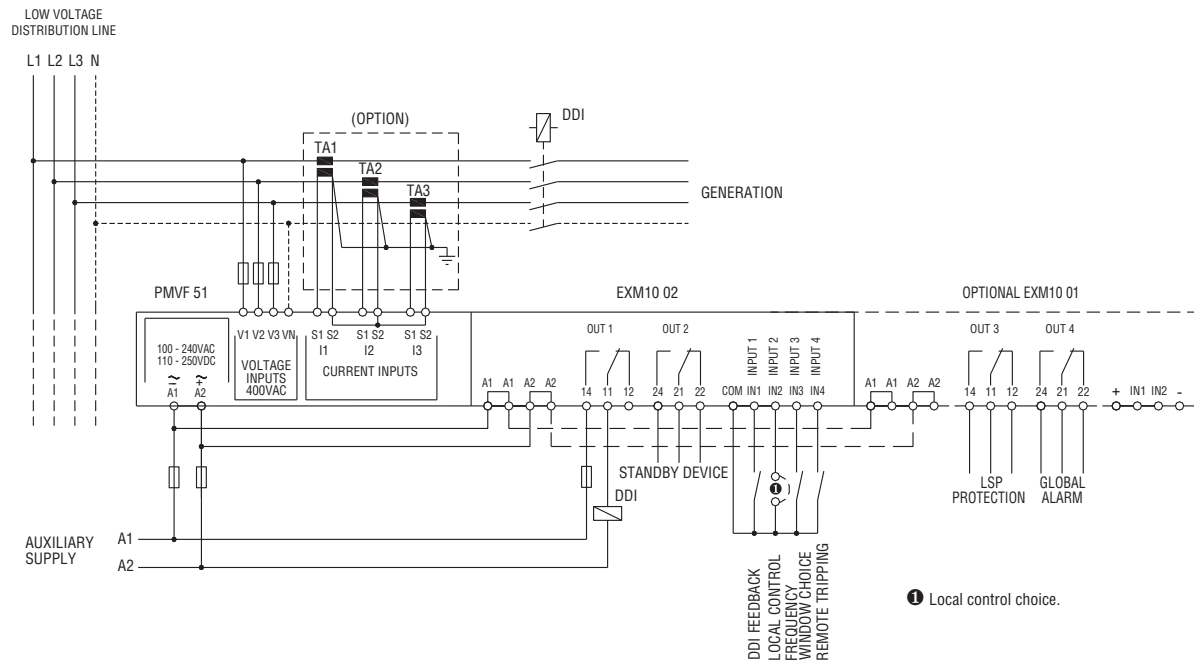 LOW VOLTAGE
DISTRIBUTION LINE
L1 L2 L3 N
(OPTION)
DDI
TA1
TA2
TA3
GENERATION
PMVF 51
EXM10 02
OPTIONAL EXM10 01
100 - 240VAC
110 - 250VDC
~ ~
- +
A1 A2
V1 V2 V3 VN
VOLTAGE
INPUTS
400VAC
S1 S2 S1 S2 S1 S2
I1 I2 I3
CURRENT INPUTS
OUT 1 OUT 2
INPUT 1
INPUT 2
INPUT 3
INPUT 4
A1 A1 A2 A2
14 11 12
24 21 22
COM IN1 IN2 IN3 IN4
A1 A1 A2 A2
OUT 3 OUT 4
14 11 12
24 21 22
+ IN1 IN2 -
STANDBY DEVICE
❶
LSP
PROTECTION
GLOBAL
ALARM
DDI
AUXILIARY
SUPPLY
A1
A2
DDI FEEDBACK
LOCAL CONTROL
FREQUENCY
WINDOW CHOICE
REMOTE TRIPPING
❶ Local control choice.